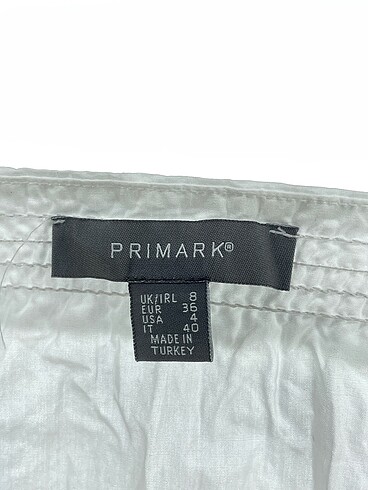 PRIMARK®
UK/IRL 8
EUR 36
USA 4
IT 40
MADE IN
TURKEY